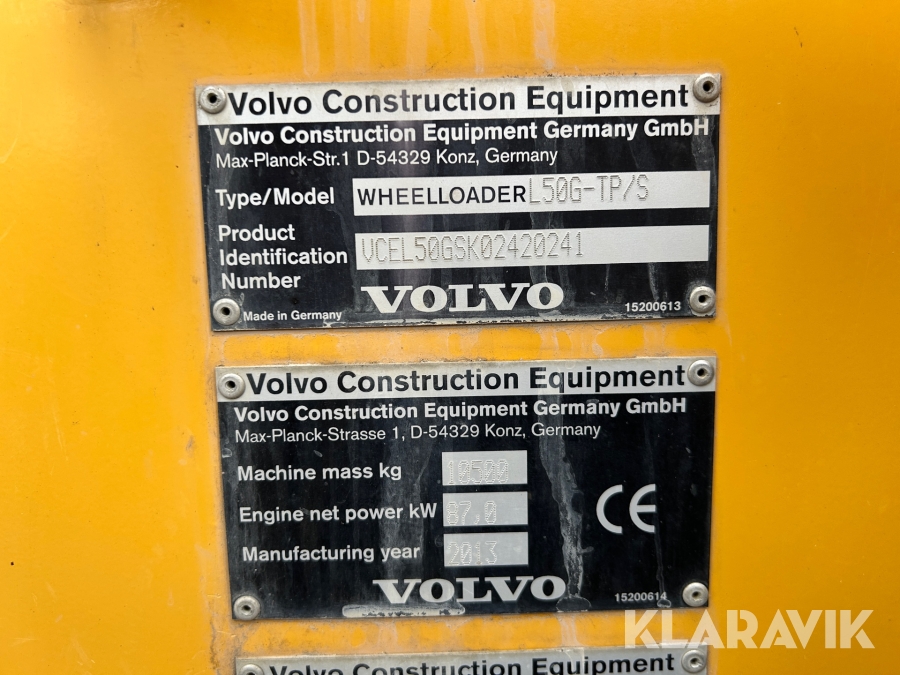 Volvo Construction Equipment
Volvo Construction Equipment Germany GmbH
Max-Planck-Str.1 D-54329 Konz, Germany
Type/Model WHEELLOADER L50G-TP/S
Product
Identification
Number
VCEL50GSK02420241
Made in Germany
VOLVO
15200613
Volvo Construction Equipment
Volvo Construction Equipment Germany GmbH
Max-Planck-Strasse 1, D-54329 Konz, Germany
Machine mass kg 10500
Engine net power kW 87,0
Manufacturing year 2013
CE
VOLVO
15200614
KLARAVIK
Volvo Construction Equipment